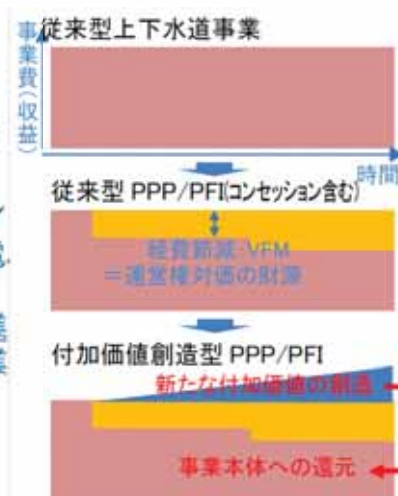 従来型上下水道事業
事業費(収益)
時間
従来型 PPP/PFI(コンセッション含む)
経費節減・VFM
=運営権対価の財源
付加価値創造型 PPP/PFI
新たな付加価値の創造
事業本体への還元